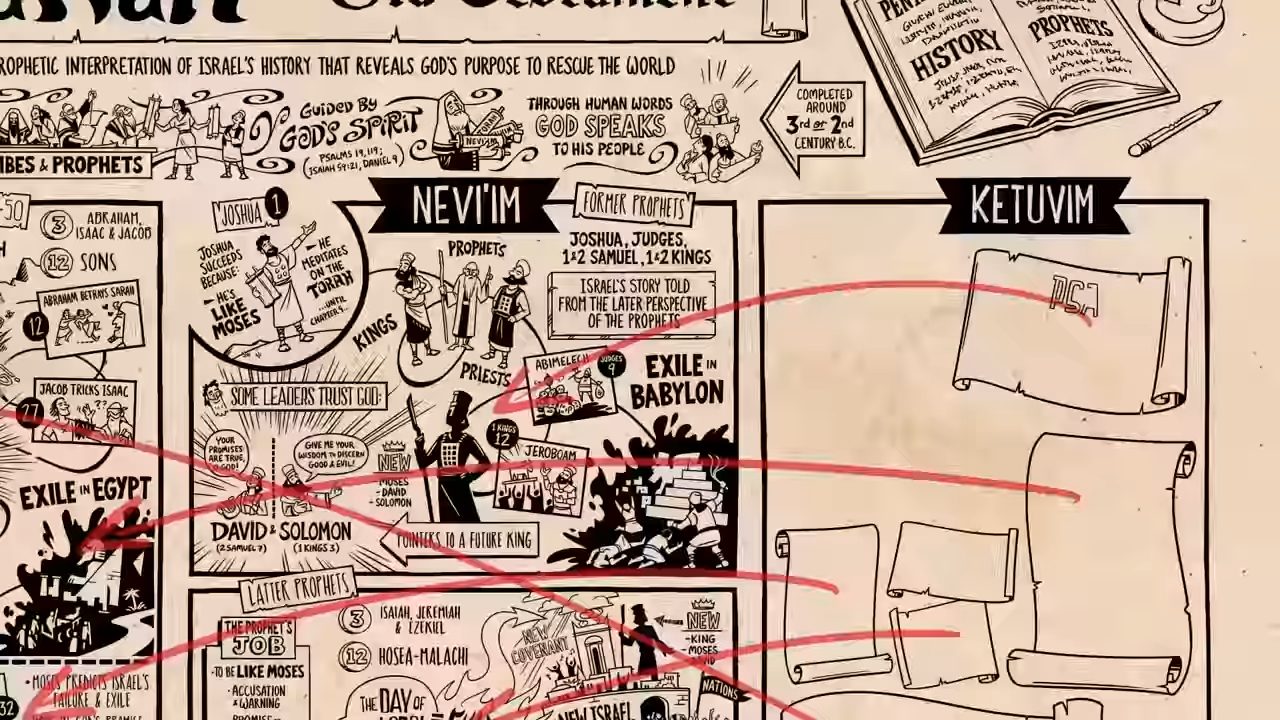 Old Testament
PROPHETIC INTERPRETATION OF ISRAEL'S HISTORY THAT REVEALS GOD'S PURPOSE TO RESCUE THE WORLD
HISTORY
PROPHETS
GUIDED BY
GOD'S SPIRIT
(PSALMS 19, 119;
ISAIAH 59:21, DANIEL 9)
NEVI'IM
THROUGH HUMAN WORDS
GOD SPEAKS
TO HIS PEOPLE
COMPLETED
AROUND
3rd or 2nd
CENTURY B.C.
& PROPHETS
3 ABRAHAM,
ISAAC & JACOB
12 SONS
ABRAHAM BETRAYS SARAH
12
JACOB TRICKS ISAAC
27
EXILE IN EGYPT
MOSES PREDICTS ISRAEL'S
FAILURE & EXILE
32
NEVI'IM
JOSHUA 1
JOSHUA
SUCCEEDS
BECAUSE:
HE'S
LIKE
MOSES
HE
MEDITATES
ON THE
TORAH
...UNTIL
CHAPTER 9...
PROPHETS
KINGS
PRIESTS
FORMER PROPHETS
JOSHUA, JUDGES,
1&2 SAMUEL, 1&2 KINGS
ISRAEL'S STORY TOLD
FROM THE LATER PERSPECTIVE
OF THE PROPHETS
ABIMELECH
JUDGES
9
EXILE IN
BABYLON
1 KINGS
12
JEROBOAM
SOME LEADERS TRUST GOD:
YOUR
PROMISES
ARE TRUE,
O GOD!
GIVE ME YOUR
WISDOM TO DISCERN
GOOD & EVIL!
NEW
MOSES
-DAVID
-SOLOMON
DAVID & SOLOMON
(2 SAMUEL 7)
(1 KINGS 3)
POINTERS TO A FUTURE KING
LATTER PROPHETS
THE PROPHET'S
JOB
-TO BE LIKE MOSES
-ACCUSATION
& WARNING
3 ISAIAH, JEREMIAH
& EZEKIEL
12 HOSEA-MALACHI
THE DAY OF
NEW
COVENANT
NEW
-KING
-MOSES
NATIONS
NEW ISRAEL
KETUVIM
PSA